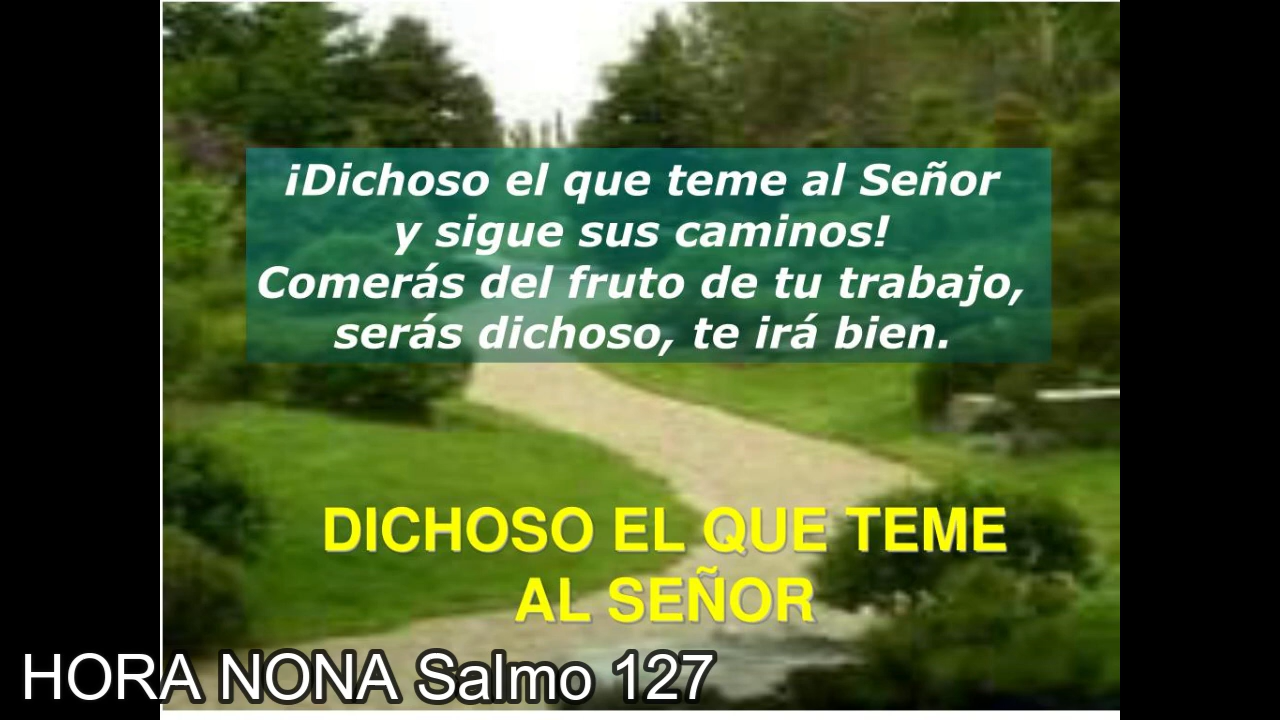 ¡Dichoso el que teme al Señor
y sigue sus caminos!
Comerás del fruto de tu trabajo,
serás dichoso, te irá bien.
DICHOSO EL QUE TEME
AL SEÑOR
HORA NONA Salmo 127